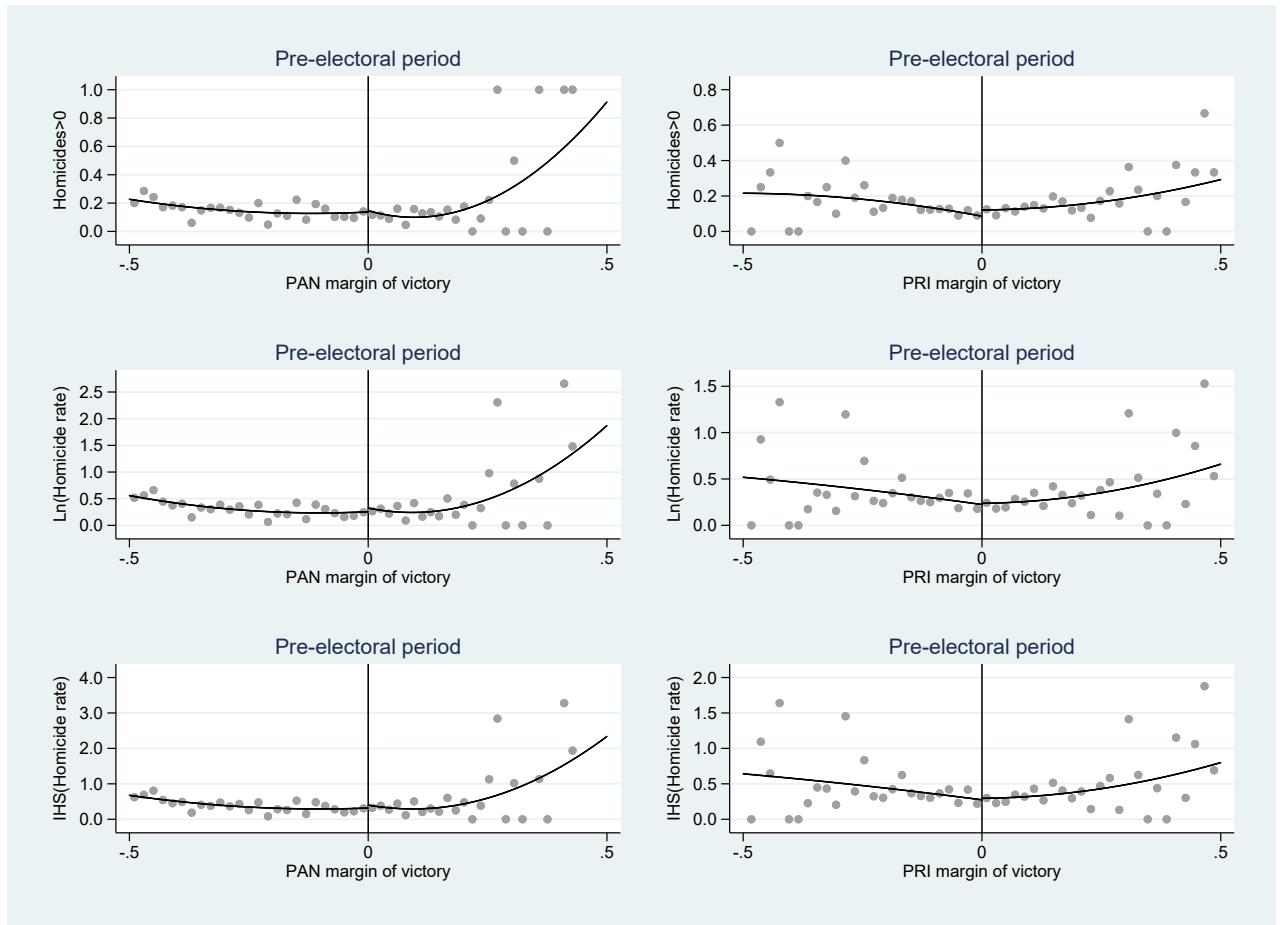 Pre-electoral period
Homicides>0
1.0
0.8
0.6
0.4
0.2
0.0
-.5
0
.5
PAN margin of victory
Pre-electoral period
Homicides>0
0.8
0.6
0.4
0.2
0.0
-.5
0
.5
PRI margin of victory
Pre-electoral period
Ln(Homicide rate)
2.5
2.0
1.5
1.0
0.5
0.0
-.5
0
.5
PAN margin of victory
Pre-electoral period
Ln(Homicide rate)
1.5
1.0
0.5
0.0
-.5
0
.5
PRI margin of victory
Pre-electoral period
IHS(Homicide rate)
4.0
3.0
2.0
1.0
0.0
-.5
0
.5
PAN margin of victory
Pre-electoral period
IHS(Homicide rate)
2.0
1.5
1.0
0.5
0.0
-.5
0
.5
PRI margin of victory